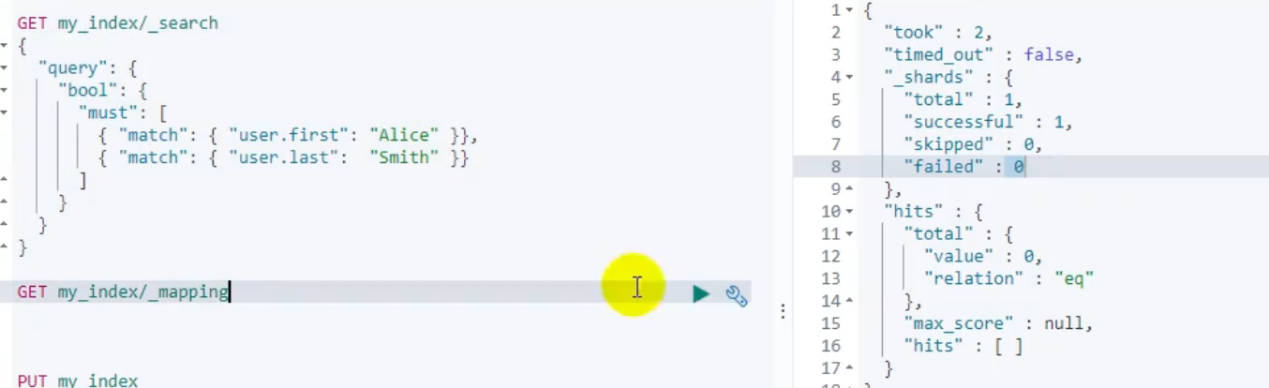 GET my_index/_search
{
"query": {
"bool": {
"must": [
{ "match": { "user.first": "Alice" }},
{ "match": { "user.last":  "Smith" }}
]
}
}
}
GET my_index/_mapping
PUT my_index
1 {
2 "took" : 2,
3 "timed_out" : false,
4 "_shards" : {
5 "total" : 1,
6 "successful" : 1,
7 "skipped" : 0,
8 "failed" : 0
9 },
10 "hits" : {
11 "total" : {
12 "value" : 0,
13 "relation" : "eq"
14 },
15 "max_score" : null,
16 "hits" : [ ]
17 }
18 }